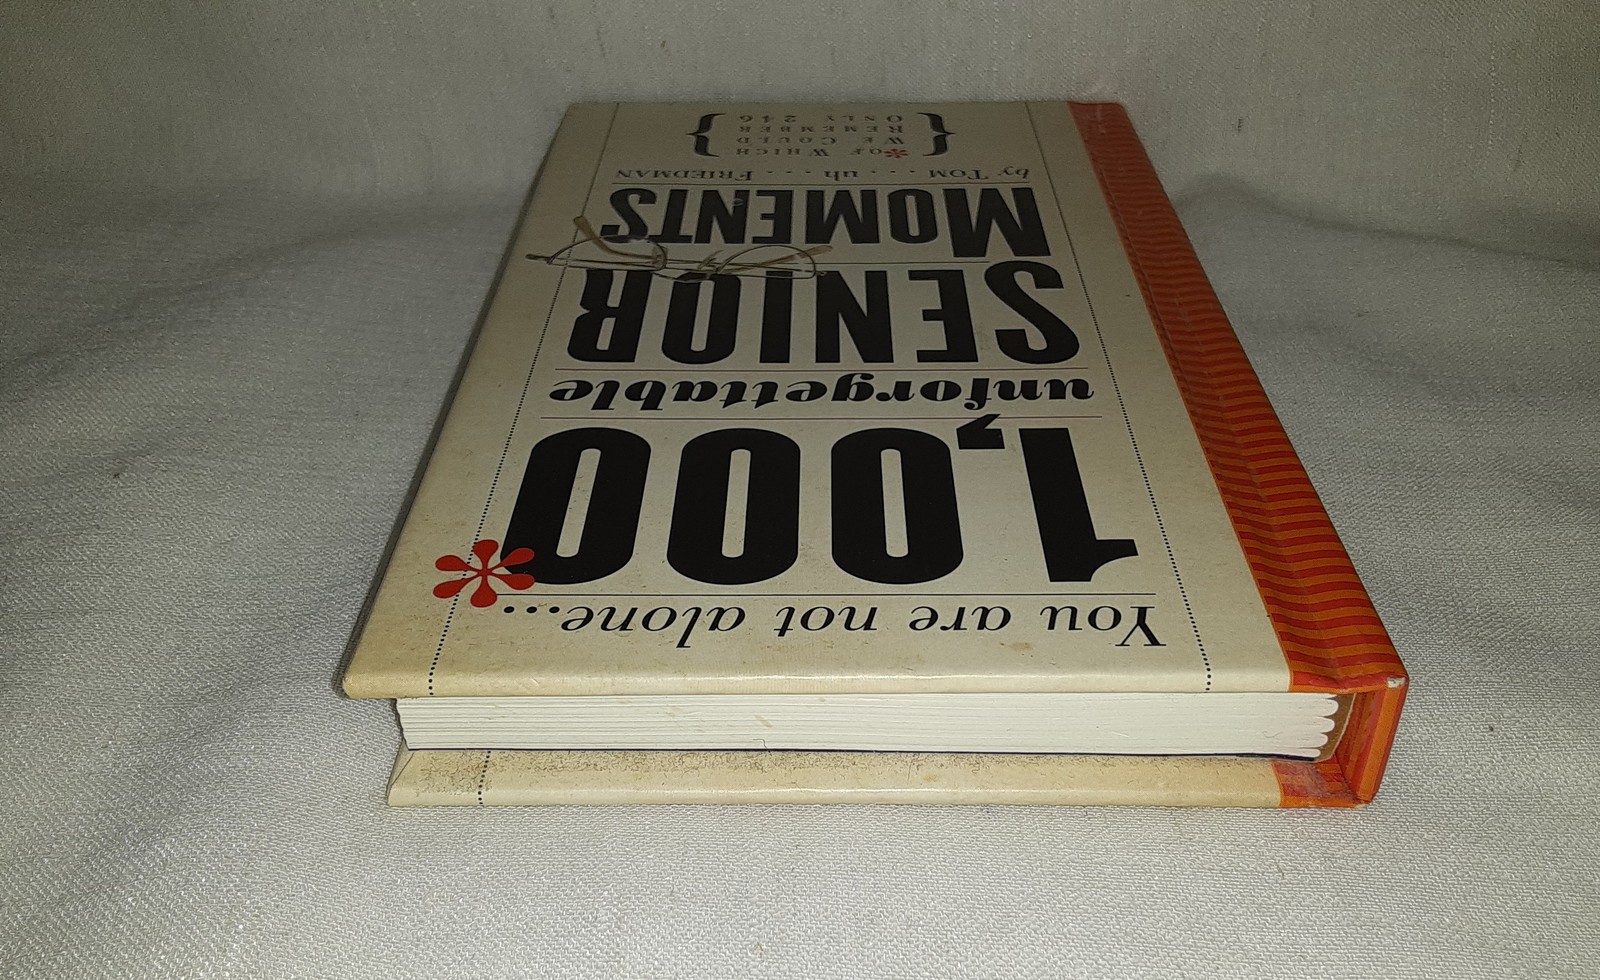 You are not alone...
1,000*
unforgettable
SENIOR
MOMENTS
by TOM...uh...FRIEDMAN
*OF WHICH
WE COULD
REMEMBER
ONLY 246